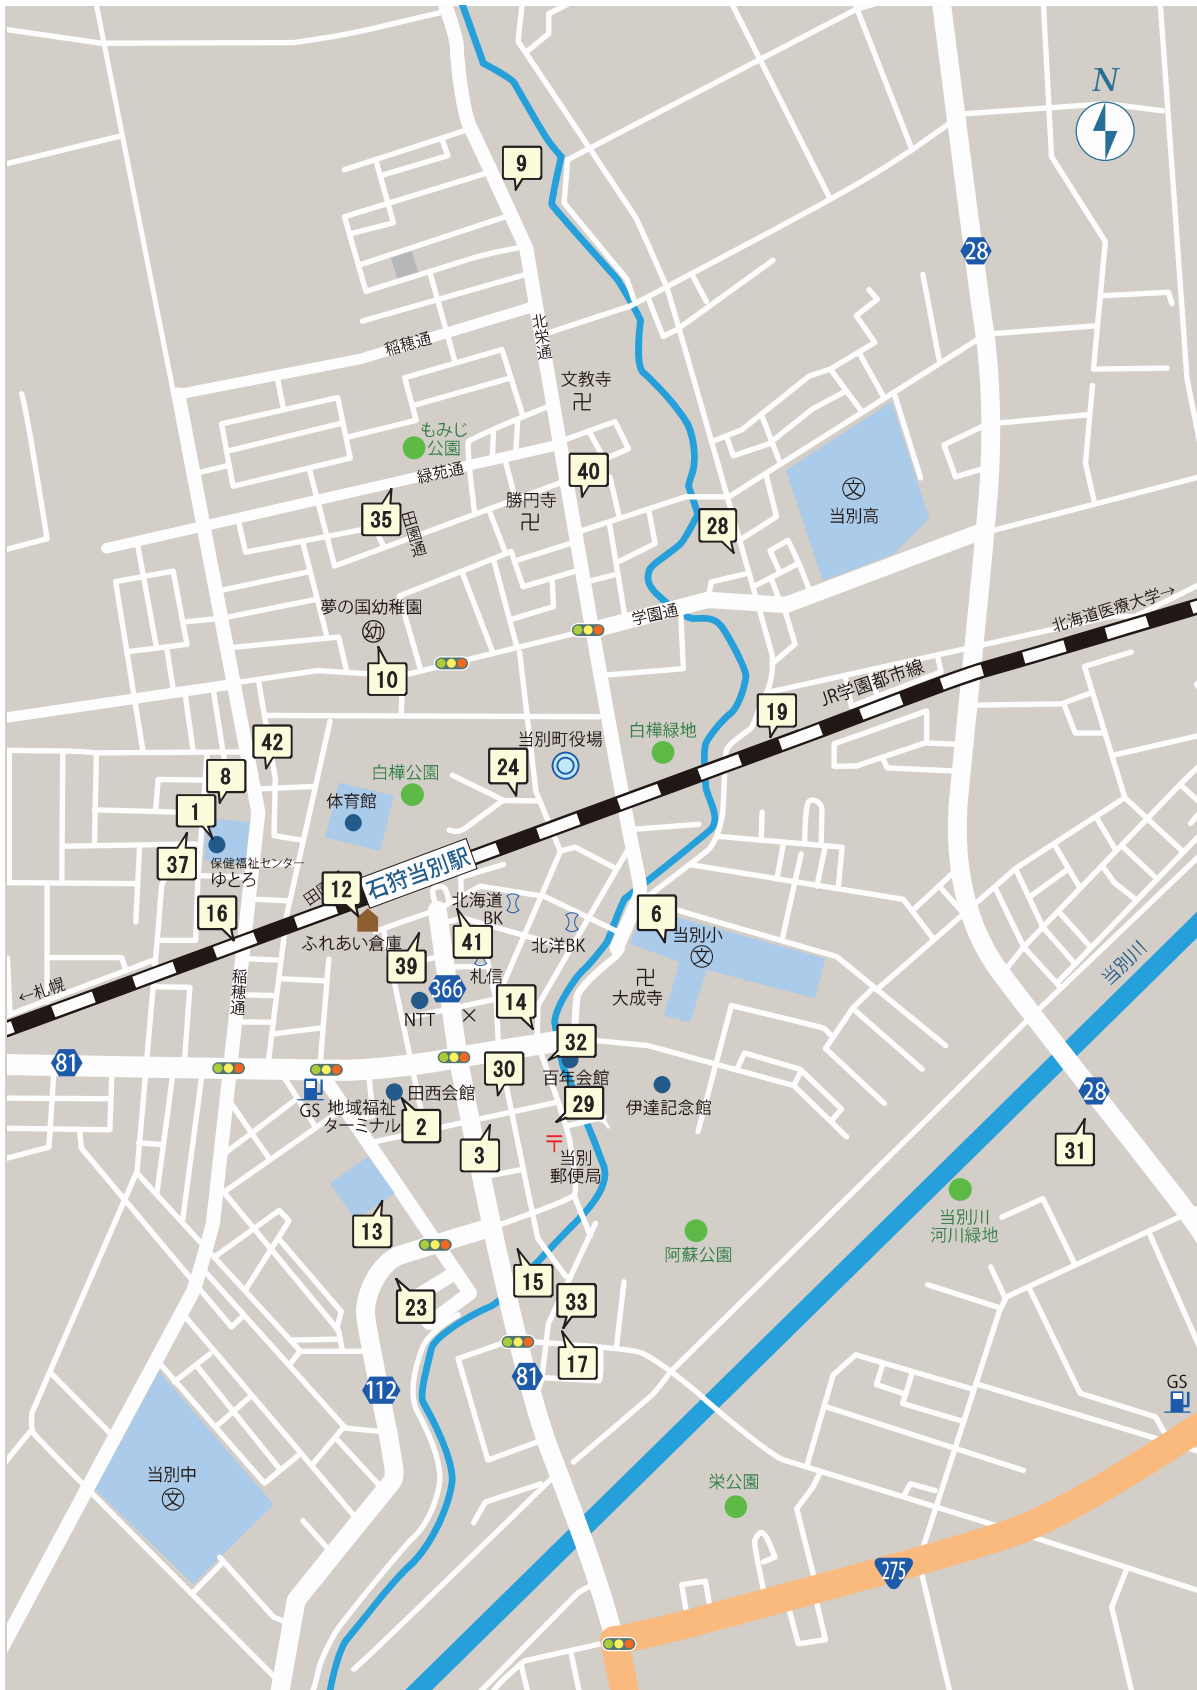 N
9
28
北栄通
稲穂通
文教寺
もみじ
公園
緑苑通
40
勝円寺
35
田園通
28
文
当別高
夢の国幼稚園
幼
学園通
北海道医療大学→
10
JR学園都市線
19
白樺緑地
42
当別町役場
24
8
白樺公園
体育館
1
37
保健福祉センター
ゆとろ
石狩当別駅
12
16
ふれあい倉庫
北海道
BK
41
北洋BK
6
当別小
文
当別川
39
札信
366
NTT
大成寺
←札幌
稲穂通
14
32
81
30
百年会館
田西会館
29
伊達記念館
28
GS
地域福祉
ターミナル
2
3
当別
郵便局
31
13
当別川
河川緑地
阿蘇公園
15
23
33
17
112
81
GS
当別中
文
栄公園
275